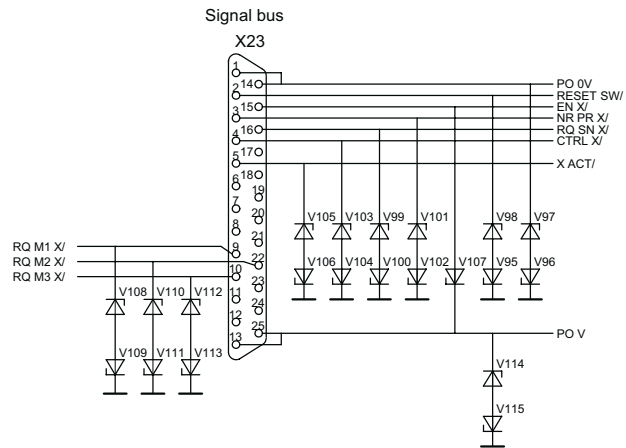 Signal bus
X23
1
14
2
15
3
16
4
17
5
18
6
19
7
20
8
21
9
22
10
23
11
24
12
25
13
PO 0V
RESET SW/
EN X/
NR PR X/
RQ SN X/
CTRL X/
X ACT/
RQ M1 X/
RQ M2 X/
RQ M3 X/
V105 V103 V99 V101 V98 V97
V106 V104 V100 V102 V107 V95 V96
V108 V110 V112
V109 V111 V113
PO V
V114
V115